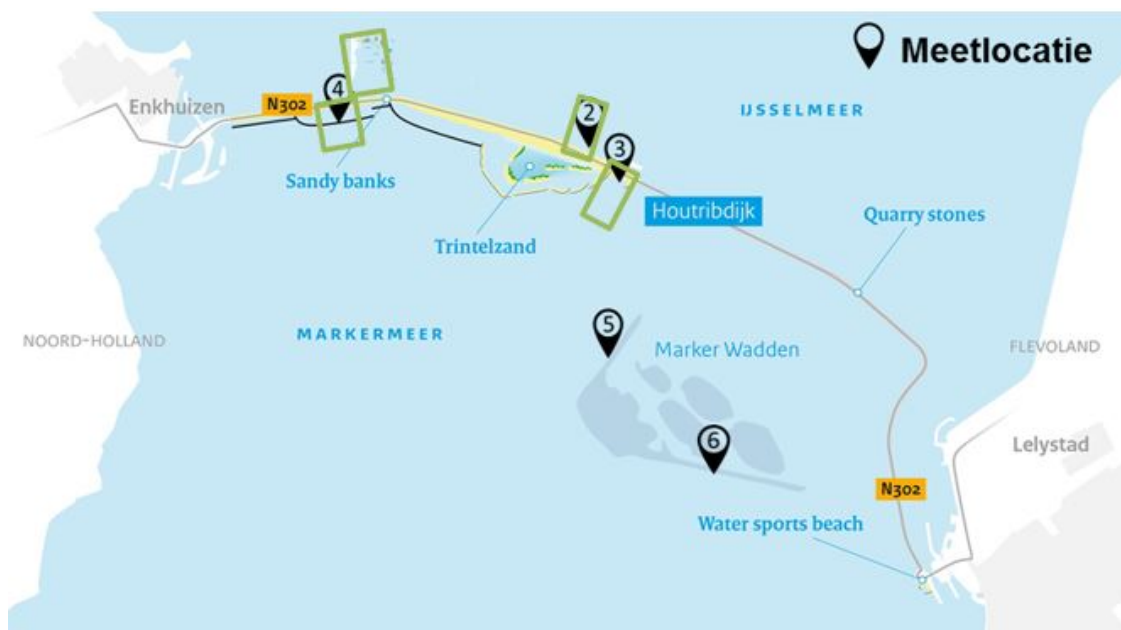 Meetlocatie
Enkhuizen
N302
4
2
3
IJSSELMEER
Sandy banks
Trintelzand
Houtribdijk
Quarry stones
NOORD-HOLLAND
MARKERMEER
5
Marker Wadden
FLEVOLAND
6
Lelystad
N302
Water sports beach